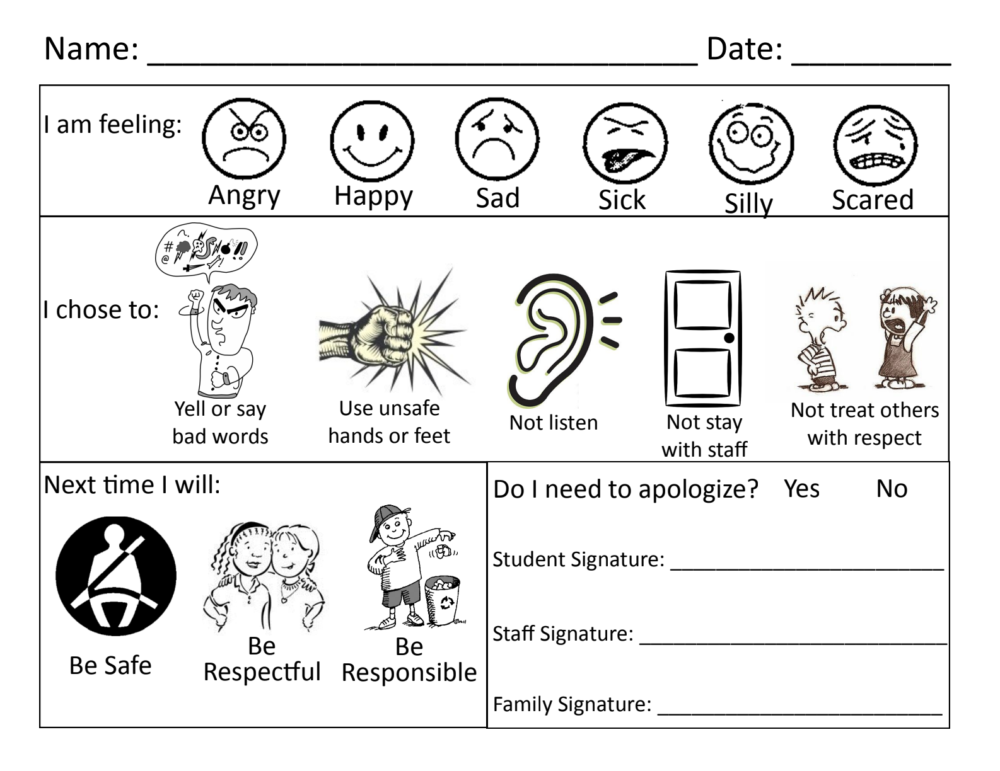 Name: _______________________________ Date: _________
I am feeling:
Angry Happy Sad Sick Silly Scared
# @ !!
I chose to:
Yell or say
bad words
Use unsafe
hands or feet
Not listen
Not stay
with staff
Not treat others
with respect
Next time I will:
Be Safe
Be
Respectful
Be
Responsible
Do I need to apologize? Yes No
Student Signature: ________________________
Staff Signature: ___________________________
Family Signature: _________________________